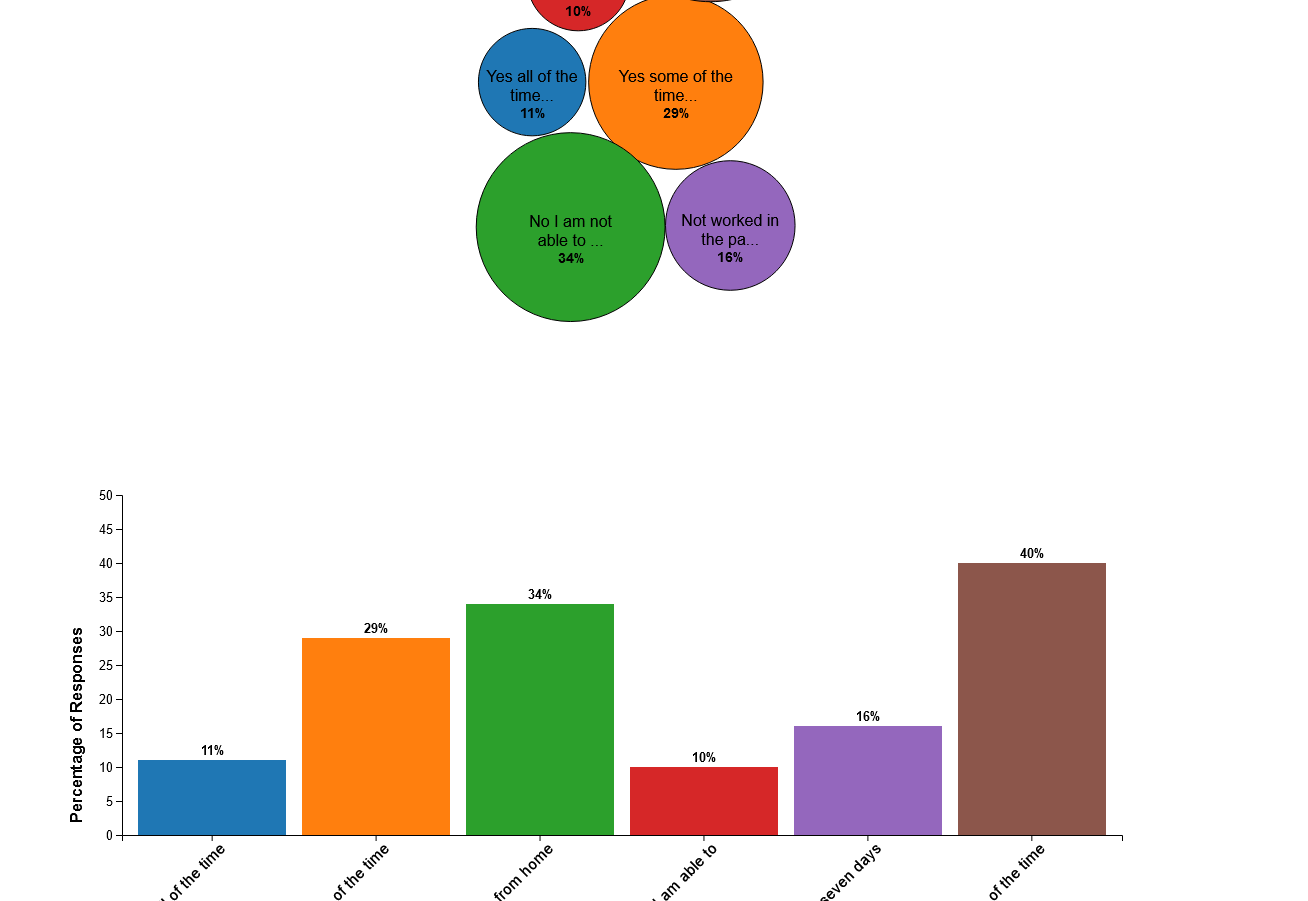 10%
Yes all of the
time...
11%
Yes some of the
time...
29%
No I am not
able to ...
34%
Not worked in
the pa...
16%
Percentage of Responses
50
45
40
35
30
25
20
15
10
5
0
11%
29%
34%
10%
16%
40%
of the time
of the time
from home
am able to
seven days
of the time